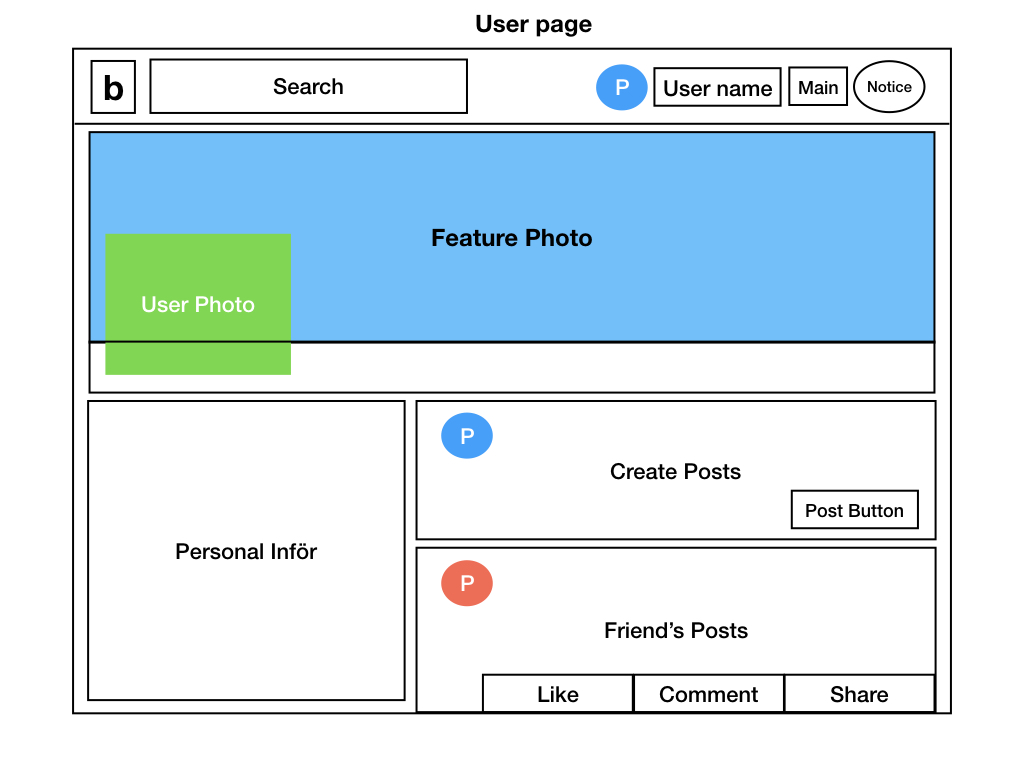 User page
b
Search
P
User name
Main
Notice
Feature Photo
User Photo
P
Create Posts
Post Button
Personal Inför
P
Friend’s Posts
Like
Comment
Share